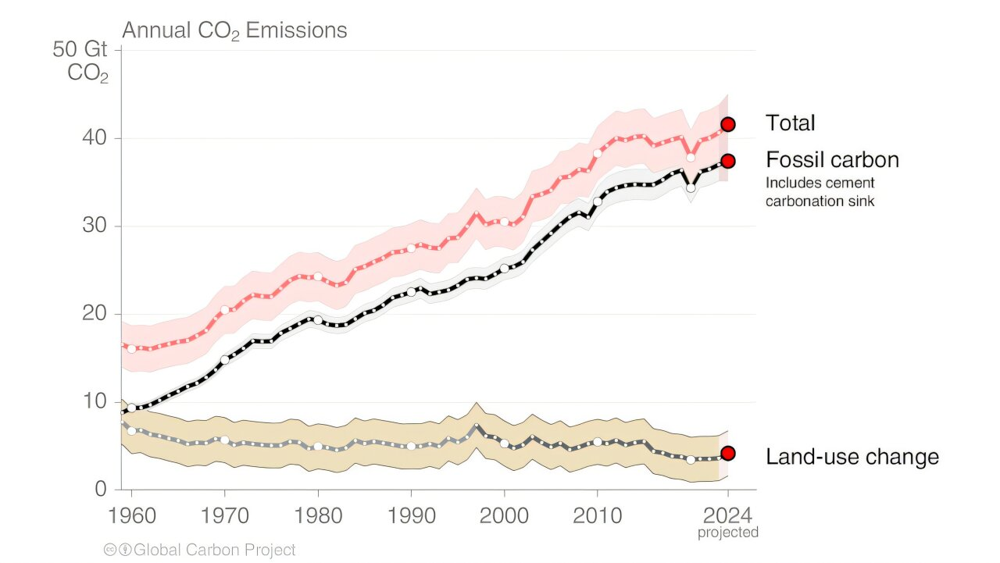 Annual CO₂ Emissions
50 Gt
CO₂
40
30
20
10
0
Total
Fossil carbon
Includes cement
carbonation sink
Land-use change
1960 1970 1980 1990 2000 2010 2024
projected
Global Carbon Project